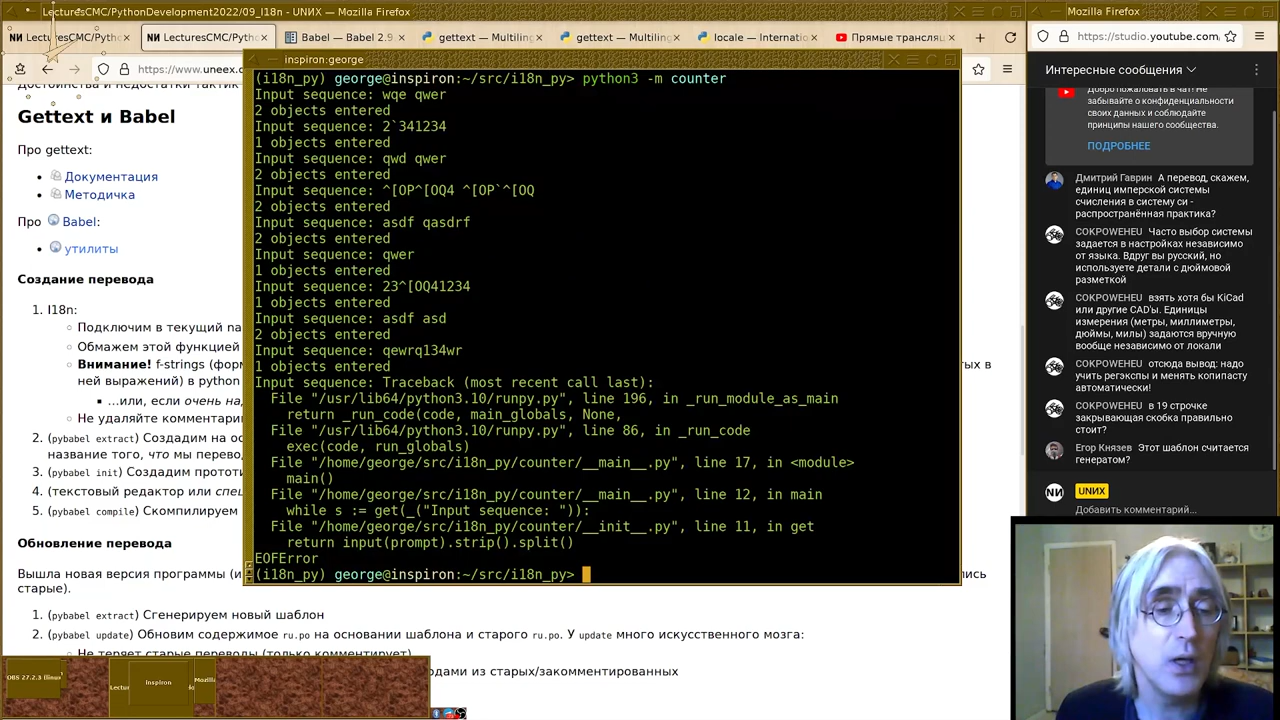 LecturesCMC/PythonDevelopment2022/09_I18n - UNИX — Mozilla Firefox
Mozilla Firefox
LecturesCMC/Pytho
LecturesCMC/PythonD
Babel — Babel 2.9
gettext — Multiling
gettext — Multiling
locale — Internatio
Прямые трансляц
https://studio.youtube.com
https://www.uneex.
inspiron:george
Gettext и Babel
Про gettext:
Документация
Методичка
Про Babel:
утилиты
Создание перевода
1. I18n:
Подключим в текущий
Обмажем этой функцией
Внимание! f-strings (форм
ней выражений) в python
…или, если очень
Не удаляйте комментар
2. (pybabel extract) Создадим на ос
название того, что мы перево
3. (pybabel init) Создадим прототи
4. (текстовый редактор или спец
5. (pybabel compile) Скомпилируем
Обновление перевода
Вышла новая версия программы (и
старые).
1. (pybabel extract) Сгенерируем новый шаблон
2. (pybabel update) Обновим содержимое ru.po на основании шаблона и старого ru.po. У update много искусственного мозга:
Не теряет старые переводы (только комментирует)
одами из старых/закомментированных
(i18n_py) george@inspiron:~/src/i18n_py> python3 -m counter
Input sequence: wqe qwer
2 objects entered
Input sequence: 2`341234
1 objects entered
Input sequence: qwd qwer
2 objects entered
Input sequence: ^[OP^[OQ4 ^[OP`^[OQ
2 objects entered
Input sequence: asdf qasdrf
2 objects entered
Input sequence: qwer
1 objects entered
Input sequence: 23^[OQ41234
1 objects entered
Input sequence: asdf asd
2 objects entered
Input sequence: qewrq134wr
1 objects entered
Input sequence: Traceback (most recent call last):
File "/usr/lib64/python3.10/runpy.py", line 196, in _run_module_as_main
return _run_code(code, main_globals, None,
File "/usr/lib64/python3.10/runpy.py", line 86, in _run_code
exec(code, run_globals)
File "/home/george/src/i18n_py/counter/__main__.py", line 17, in <module>
main()
File "/home/george/src/i18n_py/counter/__main__.py", line 12, in main
while s := get(_("Input sequence: ")):
File "/home/george/src/i18n_py/counter/__init__.py", line 11, in get
return input(prompt).strip().split()
EOFError
(i18n_py) george@inspiron:~/src/i18n_py>
Интересные сообщения
Добро пожаловать в чат! Не
забывайте о конфиденциальности
своих данных и соблюдайте
принципы нашего сообщества.
ПОДРОБНЕЕ
Дмитрий Гаврин А перевод, скажем,
единиц имперской системы
счисления в систему си -
распространённая практика?
COKPOWEHEU Часто выбор системы
задается в настройках независимо
от языка. Вдруг вы русский, но
используете детали с дюймовой
разметкой
COKPOWEHEU взять хотя бы KiCad
или другие CAD'ы. Единицы
измерения (метры, миллиметры,
дюймы, милы) задаются вручную
вообще независимо от локали
COKPOWEHEU отсюда вывод: надо
учить регэкспы и менять копипасту
автоматически!
COKPOWEHEU в 19 строчке
закрывающая скобка правильно
стоит?
Егор Князев Этот шаблон считается
генератом?
UNИX
Добавить комментарий...
OBS 27.2.3 (linux
Lectur
Inspiron
Mozilla